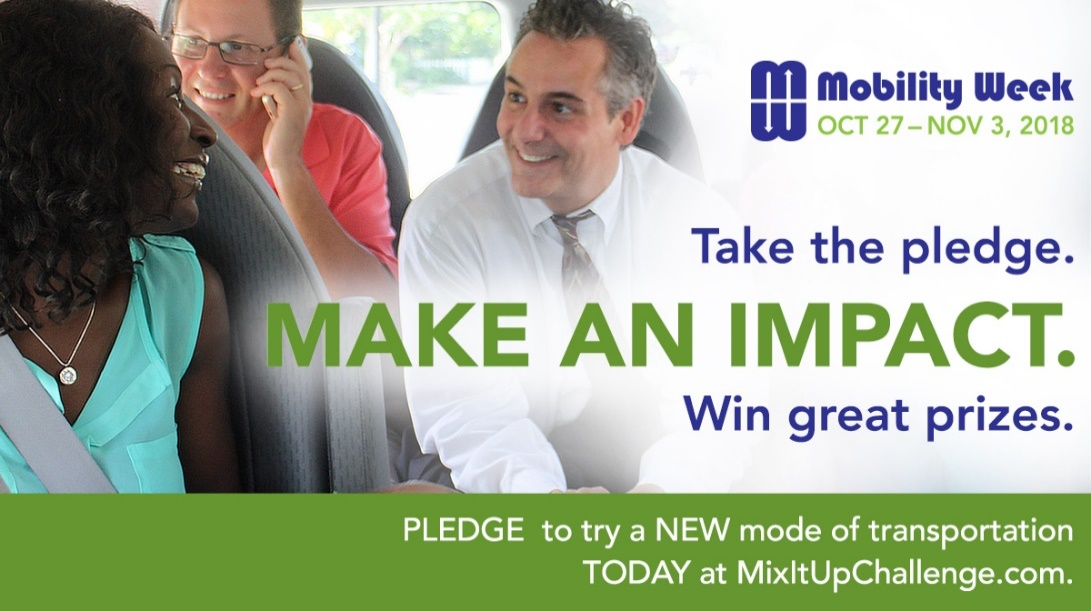 Mobility Week
OCT 27 – NOV 3, 2018
Take the pledge.
MAKE AN IMPACT.
Win great prizes.
PLEDGE to try a NEW mode of transportation
TODAY at MixItUpChallenge.com.